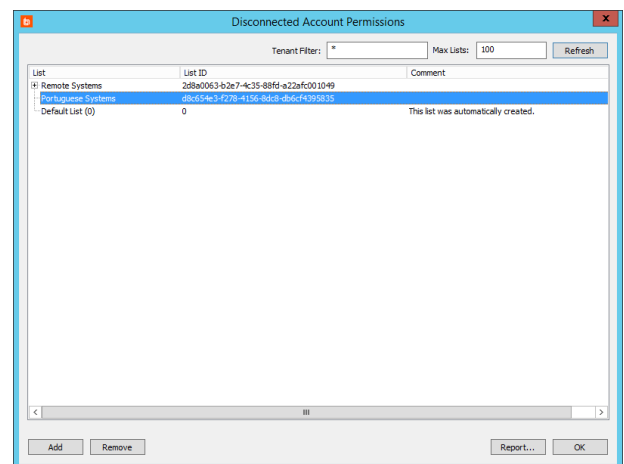 Disconnected Account Permissions
Tenant Filter: * Max Lists: 100 Refresh
List List ID Comment
Remote Systems 2d8a0063-b2e7-4c35-88fd-a22afc001049
Portuguese Systems d8c654e3-f278-4156-8dc8-db6cf4395835
Default List (0) 0 This list was automatically created.
Add Remove Report... OK